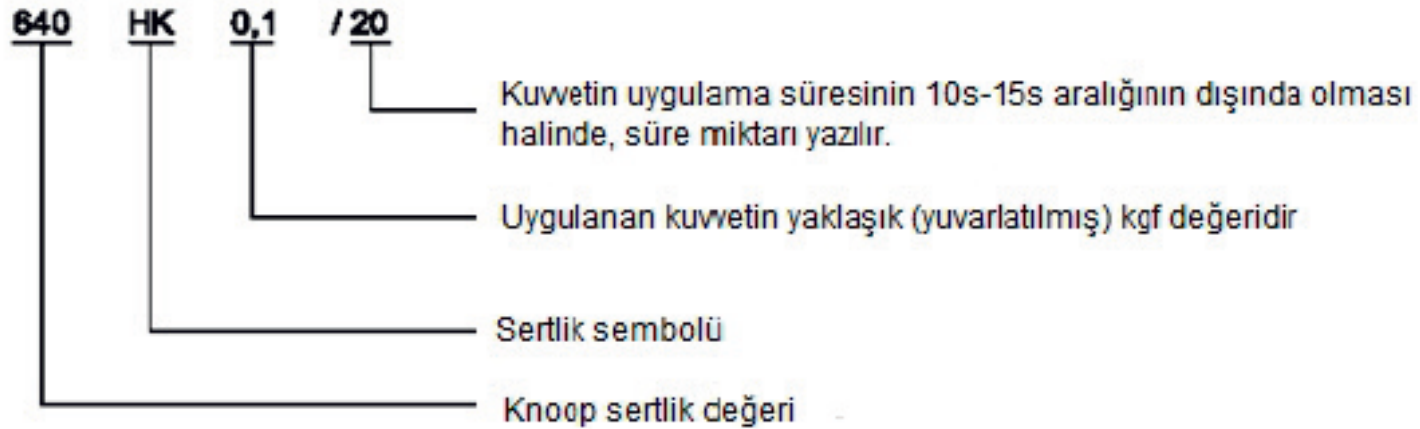 640 HK 0,1 / 20
Kuvvetin uygulama süresinin 10s-15s aralığının dışında olması
halinde, süre miktarı yazılır.
Uygulanan kuvvetin yaklaşık (yuvarlatılmış) kgf değeridir
Sertlik sembolü
Knoop sertlik değeri